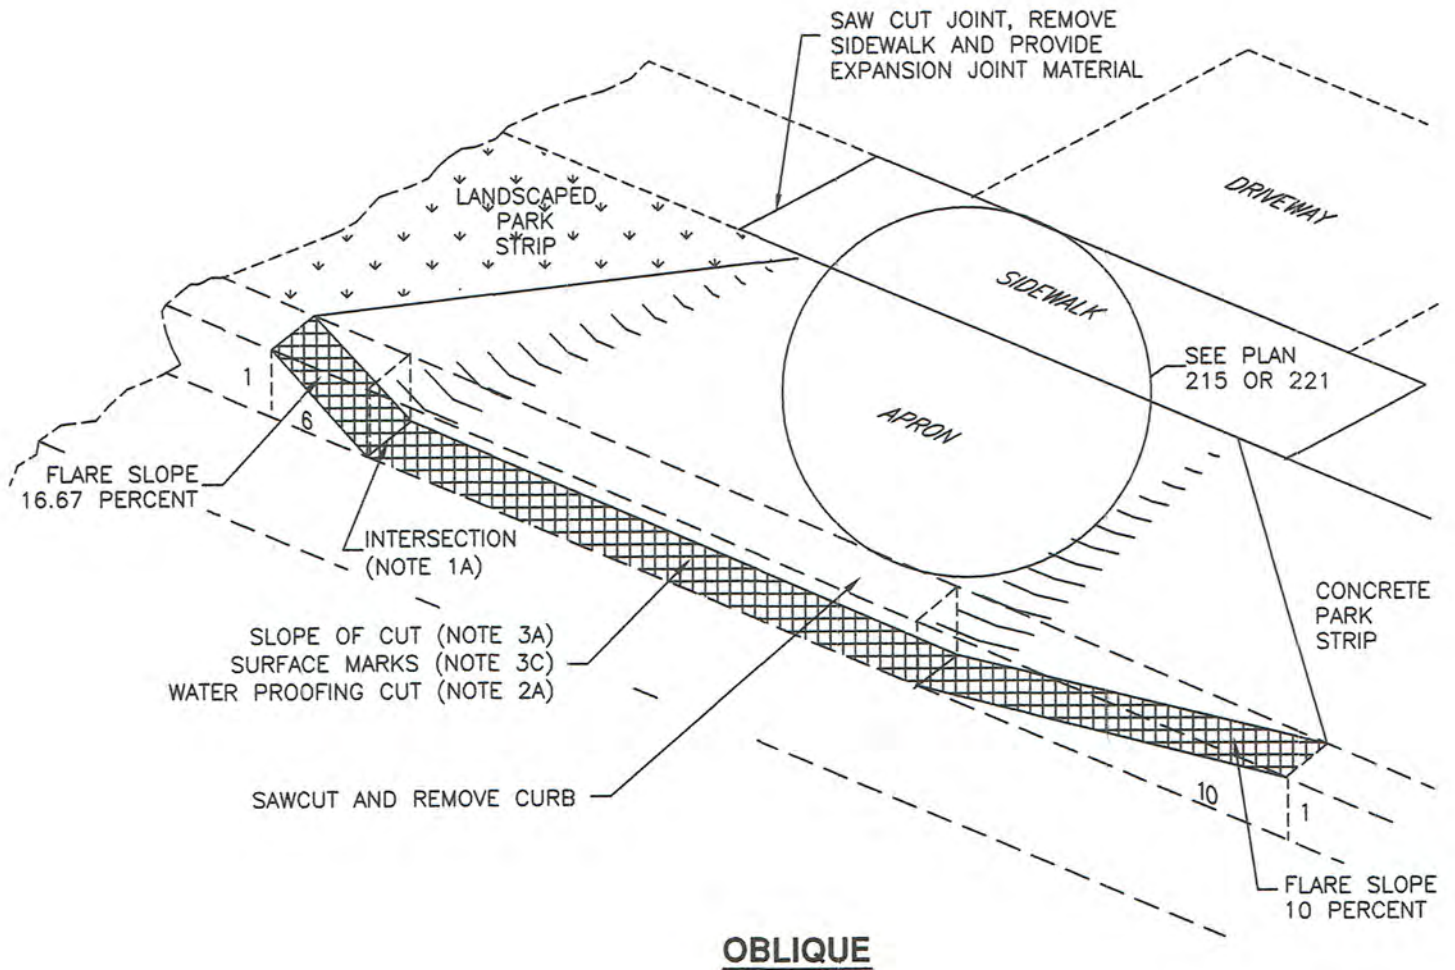 SAW CUT JOINT, REMOVE
SIDEWALK AND PROVIDE
EXPANSION JOINT MATERIAL
LANDSCAPED
PARK
STRIP
DRIVEWAY
SIDEWALK
SEE PLAN
215 OR 221
APRON
1
6
FLARE SLOPE
16.67 PERCENT
INTERSECTION
(NOTE 1A)
CONCRETE
PARK
STRIP
SLOPE OF CUT (NOTE 3A)
SURFACE MARKS (NOTE 3C)
WATER PROOFING CUT (NOTE 2A)
SAWCUT AND REMOVE CURB
10
1
FLARE SLOPE
10 PERCENT
OBLIQUE